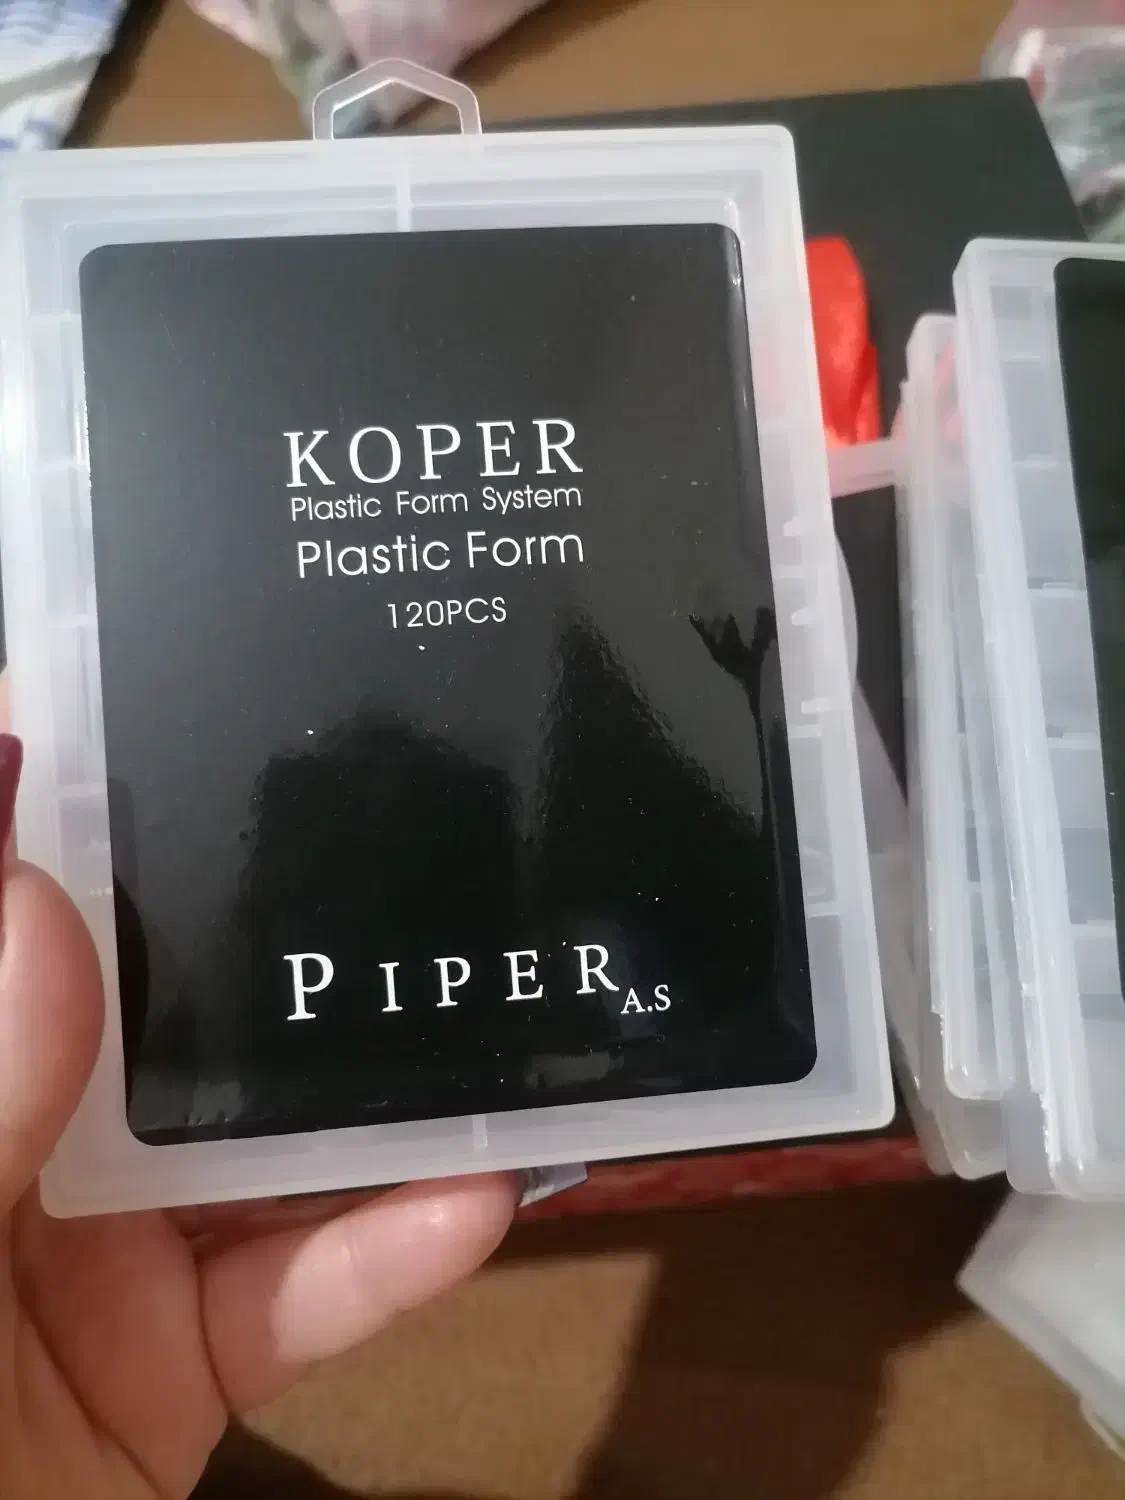 KOPER
Plastic Form System
Plastic Form
120PCS
PIPER A.S